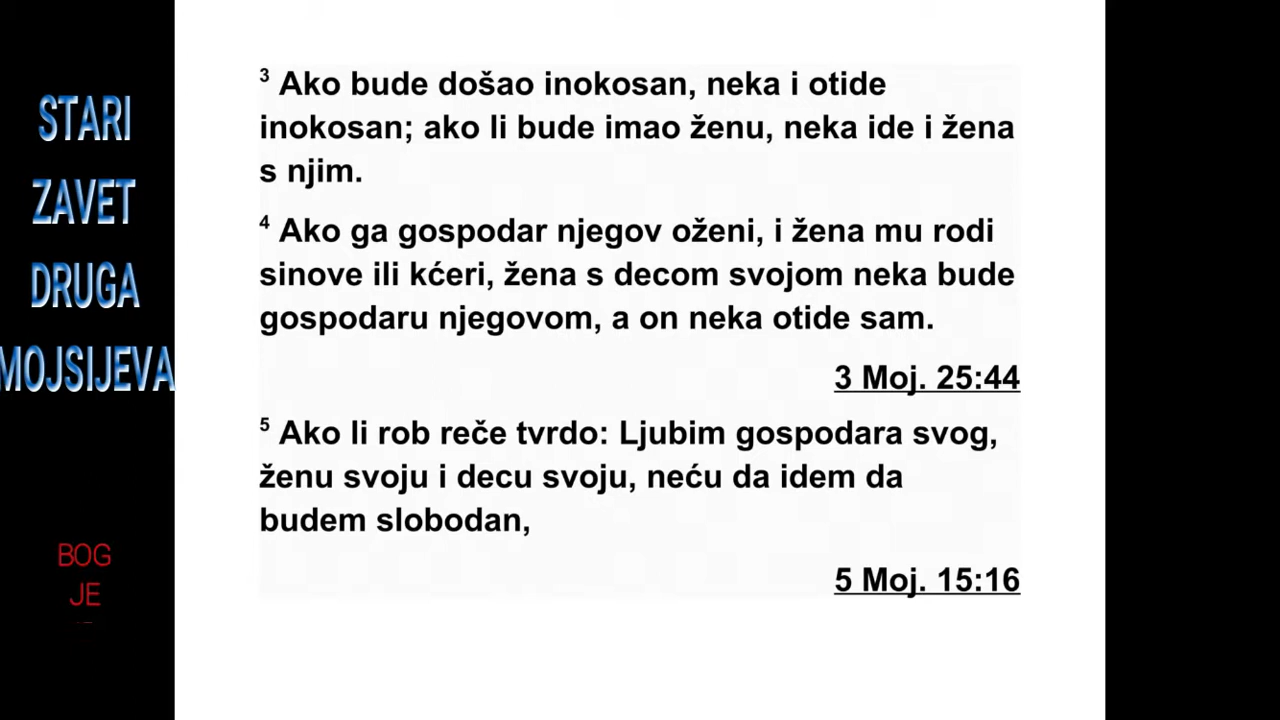 STARI
ZAVET
DRUGA
MOJSIJEVA
BOG
JE
3 Ako bude došao inokosan, neka i otide
inokosan; ako li bude imao ženu, neka ide i žena
s njim.
4 Ako ga gospodar njegov oženi, i žena mu rodi
sinove ili kćeri, žena s decom svojom neka bude
gospodaru njegovom, a on neka otide sam.
3 Moj. 25:44
5 Ako li rob reče tvrdo: Ljubim gospodara svog,
ženu svoju i decu svoju, neću da idem da
budem slobodan,
5 Moj. 15:16